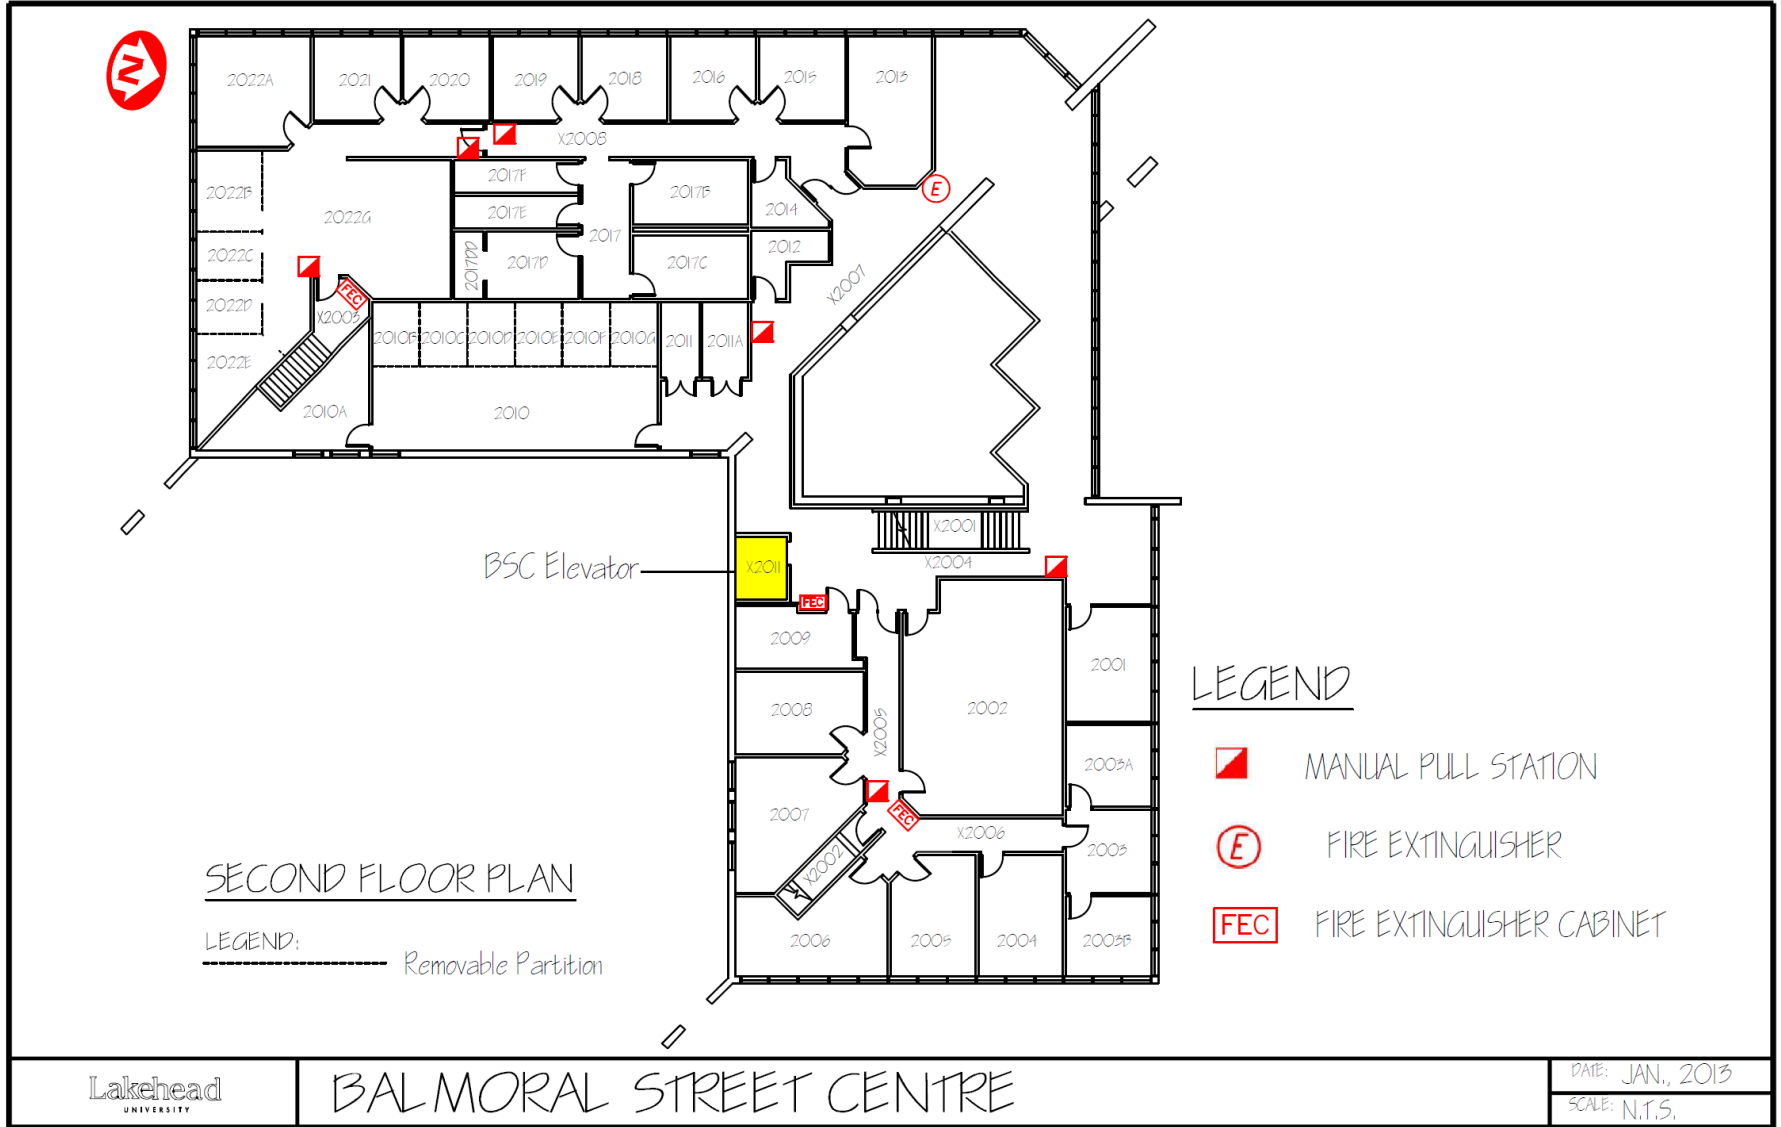 N
2022A
2021
2020
2019
2018
2016
2015
2013
X2008
2017F
2017B
2022B
2017E
2014
E
2022G
2017
2012
2022C
2017DD
2017D
2017C
X2007
FEC
2022D
X2003
2010B
2010C
2010D
2010E
2010F
2010G
2011
2011A
2022E
2010A
2010
X2001
BSC Elevator
X2011
X2004
FEC
2009
2001
2008
X2005
2002
2003A
2007
FEC
X2006
2003
X2002
2006
2005
2004
2003B
LEGEND
MANUAL PULL STATION
E
FIRE EXTINGUISHER
FEC
FIRE EXTINGUISHER CABINET
SECOND FLOOR PLAN
LEGEND:
Removable Partition
Lakehead
UNIVERSITY
BALMORAL STREET CENTRE
DATE: JAN., 2013
SCALE: N.T.S.